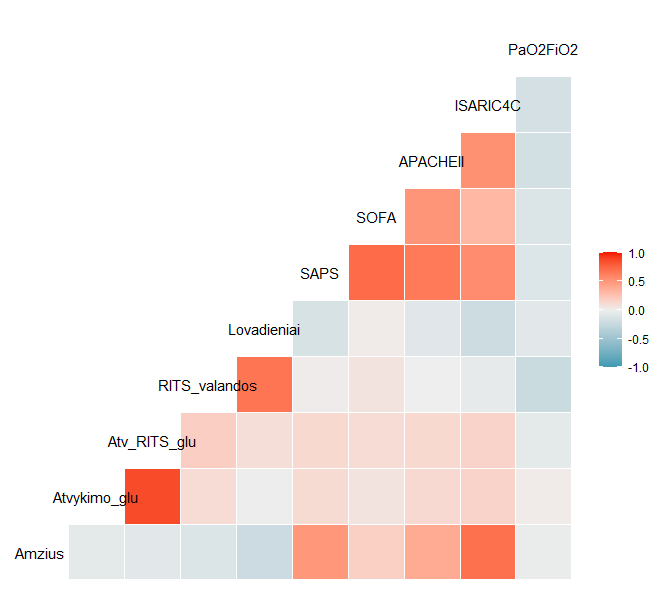 PaO2FiO2
ISARIC4C
APACHEII
SOFA
SAPS
Lovadieniai
RITS_valandos
Atv_RITS_glu
Atvykimo_glu
Amzius
1.0
0.5
0.0
-0.5
-1.0